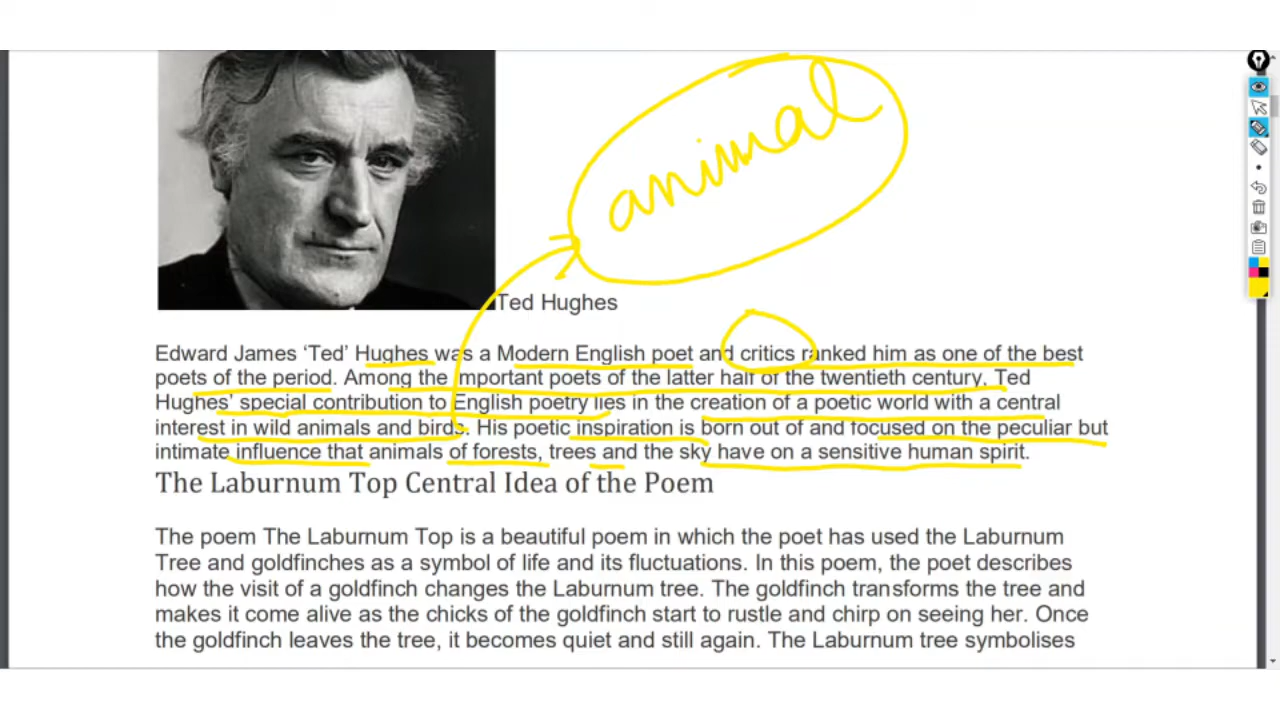 animal
Ted Hughes
Edward James ‘Ted’ Hughes was a Modern English poet and critics ranked him as one of the best
poets of the period. Among the important poets of the latter half of the twentieth century, Ted
Hughes’ special contribution to English poetry lies in the creation of a poetic world with a central
interest in wild animals and birds. His poetic inspiration is born out of and focused on the peculiar but
intimate influence that animals of forests, trees and the sky have on a sensitive human spirit.
The Laburnum Top Central Idea of the Poem
The poem The Laburnum Top is a beautiful poem in which the poet has used the Laburnum
Tree and goldfinches as a symbol of life and its fluctuations. In this poem, the poet describes
how the visit of a goldfinch changes the Laburnum tree. The goldfinch transforms the tree and
makes it come alive as the chicks of the goldfinch start to rustle and chirp on seeing her. Once
the goldfinch leaves the tree, it becomes quiet and still again. The Laburnum tree symbolises